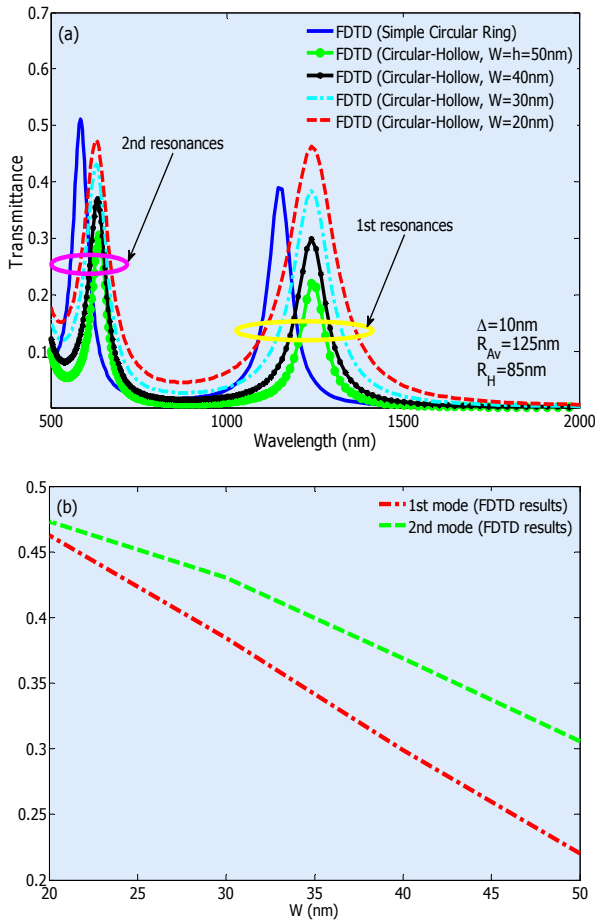 (a)
FDTD (Simple Circular Ring)
FDTD (Circular-Hollow, W=h=50nm)
FDTD (Circular-Hollow, W=40nm)
FDTD (Circular-Hollow, W=30nm)
FDTD (Circular-Hollow, W=20nm)
2nd resonances
1st resonances
Δ=10nm
R_Av=125nm
R_H=85nm
Transmittance
0.7
0.6
0.5
0.4
0.3
0.2
0.1
500 1000 1500 2000
Wavelength (nm)
(b)
1st mode (FDTD results)
2nd mode (FDTD results)
0.5
0.45
0.4
0.35
0.3
0.25
0.2
20 25 30 35 40 45 50
W (nm)